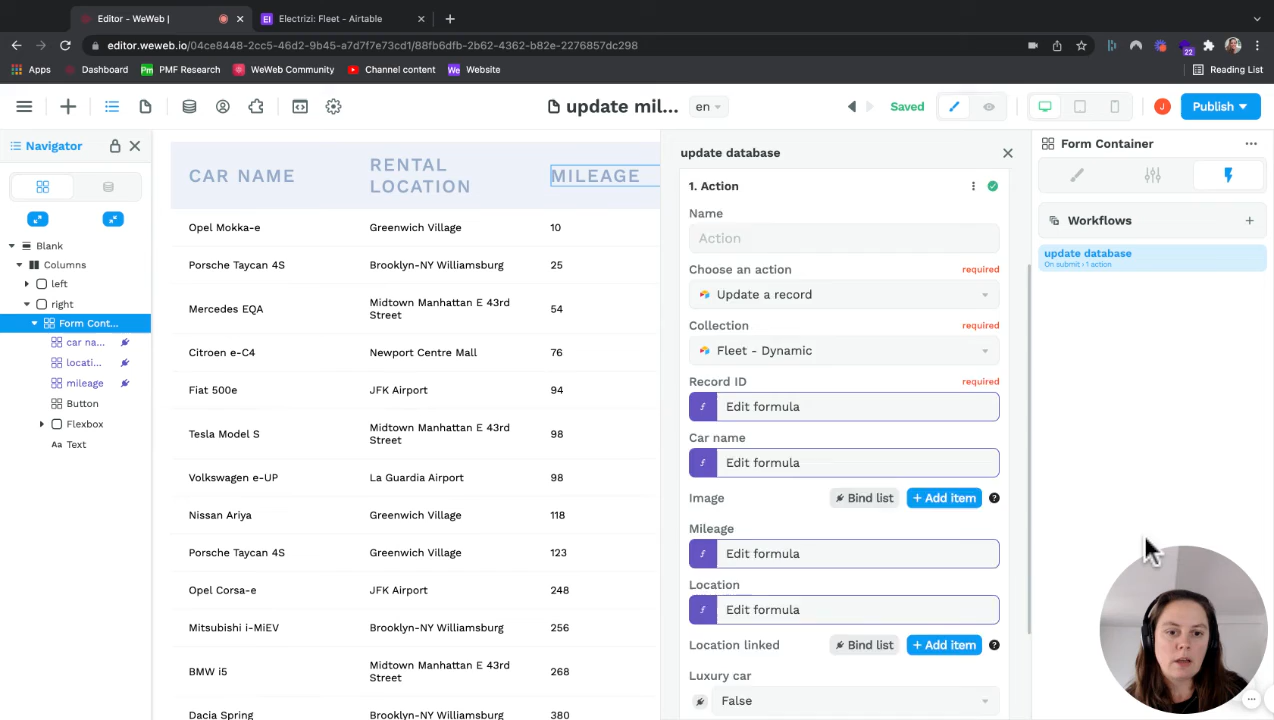 Editor - WeWeb |
Electrizi: Fleet - Airtable
editor.weweb.io/04ce8448-2cc5-46d2-9b45-a7d7f7e73cd1/88fb6dfb-2b62-4362-b82e-2276857dc298
22
Apps
Dashboard
Pm PMF Research
WeWeb Community
Channel content
We Website
Reading List
update mil...
en
Saved
J
Publish
Navigator
Blank
Columns
left
right
Form Cont...
car na...
locati...
mileage
Button
Flexbox
Aa Text
CAR NAME
RENTAL LOCATION
MILEAGE
Opel Mokka-e
Greenwich Village
10
Porsche Taycan 4S
Brooklyn-NY Williamsburg
25
Mercedes EQA
Midtown Manhattan E 43rd Street
54
Citroen e-C4
Newport Centre Mall
76
Fiat 500e
JFK Airport
94
Tesla Model S
Midtown Manhattan E 43rd Street
98
Volkswagen e-UP
La Guardia Airport
98
Nissan Ariya
Greenwich Village
118
Porsche Taycan 4S
Greenwich Village
123
Opel Corsa-e
JFK Airport
248
Mitsubishi i-MiEV
Brooklyn-NY Williamsburg
256
BMW i5
Midtown Manhattan E 43rd Street
268
Dacia Spring
Brooklyn-NY Williamsburg
380
update database
1. Action
Name
Action
Choose an action
required
Update a record
Collection
required
Fleet - Dynamic
Record ID
required
Edit formula
Car name
Edit formula
Image
Bind list
+ Add item
Mileage
Edit formula
Location
Edit formula
Location linked
Bind list
+ Add item
Luxury car
False
Form Container
Workflows
update database
On submit › 1 action